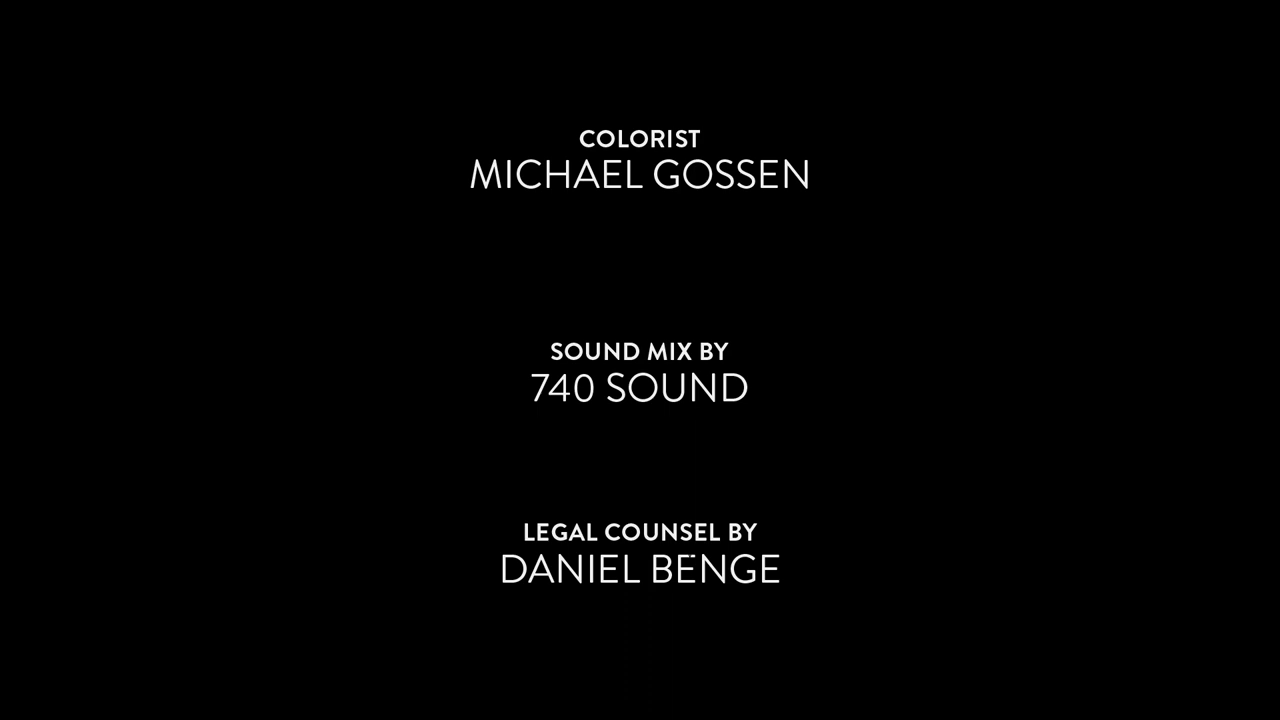 COLORIST
MICHAEL GOSSEN
SOUND MIX BY
740 SOUND
LEGAL COUNSEL BY
DANIEL BENGE